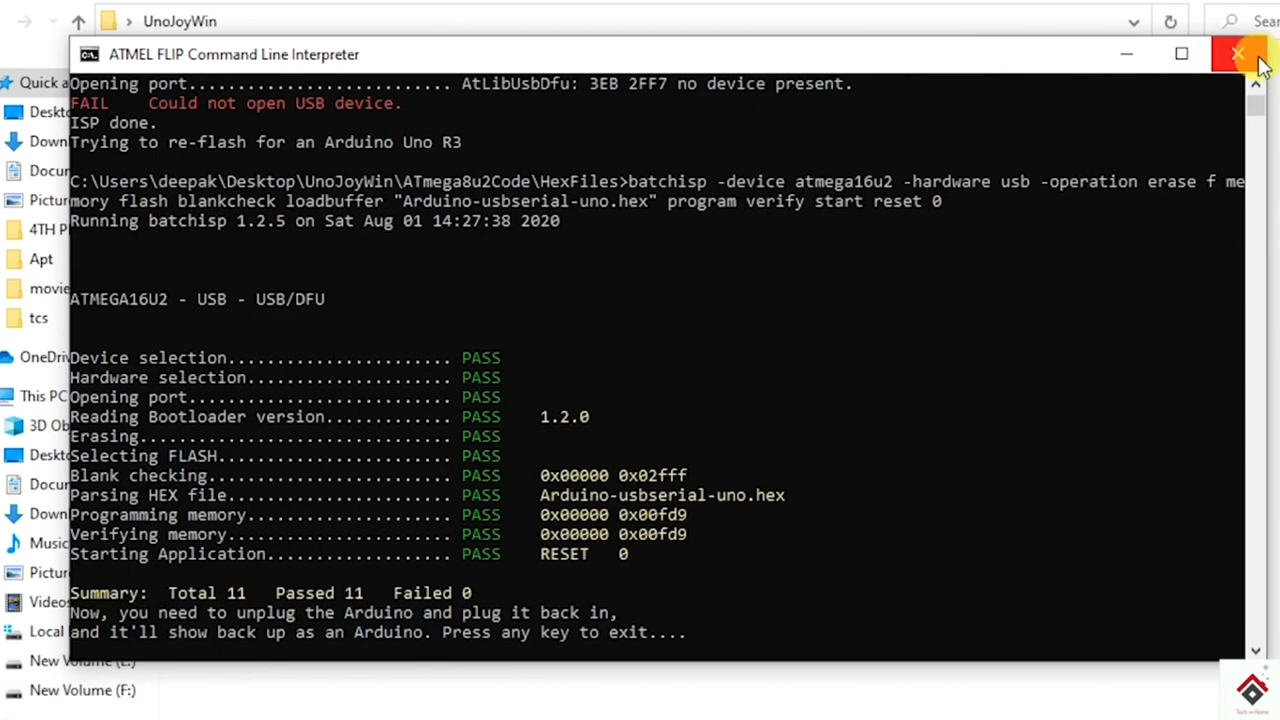 UnoJoyWin
Sear
ATMEL FLIP Command Line Interpreter
Quick a
Deskto
Down
Docur
Pictur
4TH P
Apt
movie
tcs
OneDriv
This PC
3D Ob
Deskto
Docur
Down
Music
Pictur
Videos
Local
New Volume (E:)
New Volume (F:)
Opening port........................... AtLibUsbDfu: 3EB 2FF7 no device present.
FAIL    Could not open USB device.
ISP done.
Trying to re-flash for an Arduino Uno R3
C:\Users\deepak\Desktop\UnoJoyWin\ATmega8u2Code\HexFiles>batchisp -device atmega16u2 -hardware usb -operation erase f me
mory flash blankcheck loadbuffer "Arduino-usbserial-uno.hex" program verify start reset 0
Running batchisp 1.2.5 on Sat Aug 01 14:27:38 2020
ATMEGA16U2 - USB - USB/DFU
Device selection....................... PASS
Hardware selection..................... PASS
Opening port........................... PASS
Reading Bootloader version............. PASS    1.2.0
Erasing................................ PASS
Selecting FLASH........................ PASS
Blank checking......................... PASS    0x00000 0x02fff
Parsing HEX file....................... PASS    Arduino-usbserial-uno.hex
Programming memory..................... PASS    0x00000 0x00fd9
Verifying memory....................... PASS    0x00000 0x00fd9
Starting Application................... PASS    RESET   0
Summary:  Total 11   Passed 11   Failed 0
Now, you need to unplug the Arduino and plug it back in,
and it'll show back up as an Arduino. Press any key to exit....
Tech at Home